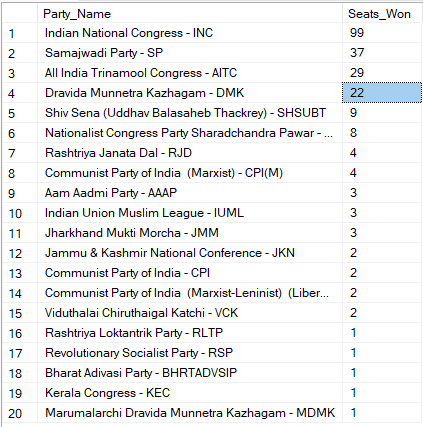 Party_Name Seats_Won
1 Indian National Congress - INC 99
2 Samajwadi Party - SP 37
3 All India Trinamool Congress - AITC 29
4 Dravida Munnetra Kazhagam - DMK 22
5 Shiv Sena (Uddhav Balasaheb Thackrey) - SHSUBT 9
6 Nationalist Congress Party Sharadchandra Pawar - ... 8
7 Rashtriya Janata Dal - RJD 4
8 Communist Party of India  (Marxist) - CPI(M) 4
9 Aam Aadmi Party - AAAP 3
10 Indian Union Muslim League - IUML 3
11 Jharkhand Mukti Morcha - JMM 3
12 Jammu & Kashmir National Conference - JKN 2
13 Communist Party of India - CPI 2
14 Communist Party of India  (Marxist-Leninist)  (Liber... 2
15 Viduthalai Chiruthaigal Katchi - VCK 2
16 Rashtriya Loktantrik Party - RLTP 1
17 Revolutionary Socialist Party - RSP 1
18 Bharat Adivasi Party - BHRTADVSIP 1
19 Kerala Congress - KEC 1
20 Marumalarchi Dravida Munnetra Kazhagam - MDMK 1